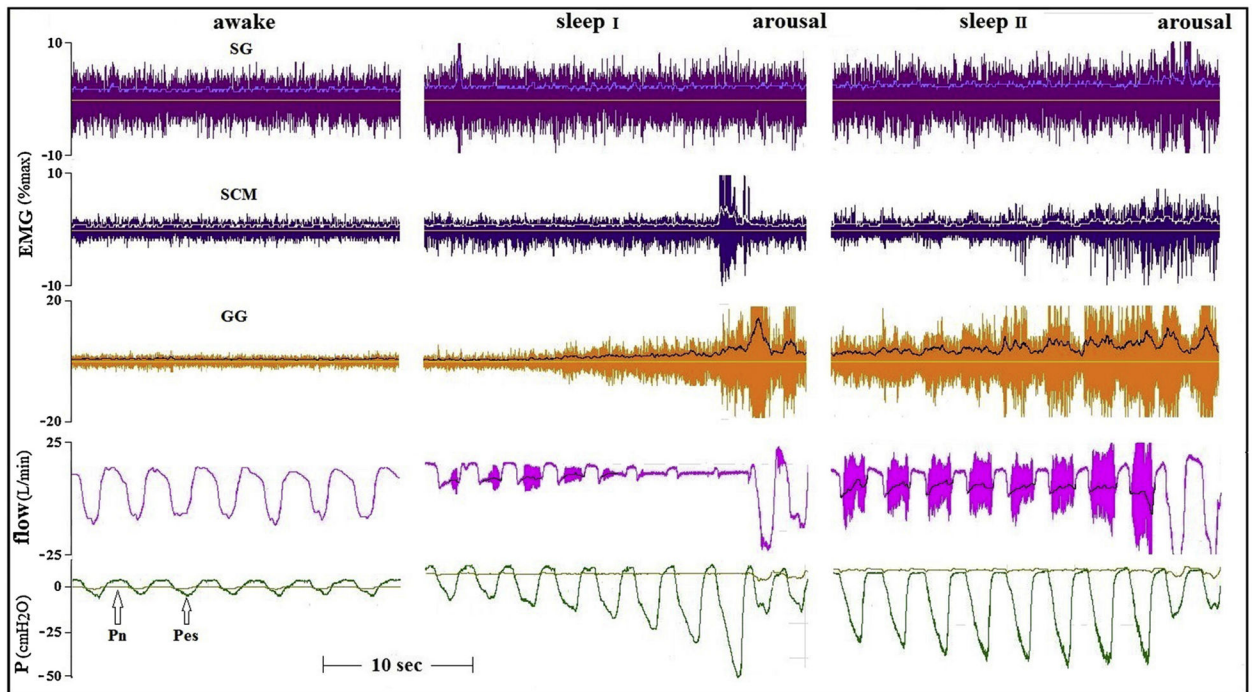 awake sleep I arousal sleep II arousal
10
SG
-10
EMG (%max)
10
SCM
-10
20
GG
-20
25
flow (L/min)
-25
P (cmH2O)
0
-25
-50
Pn Pes
10 sec